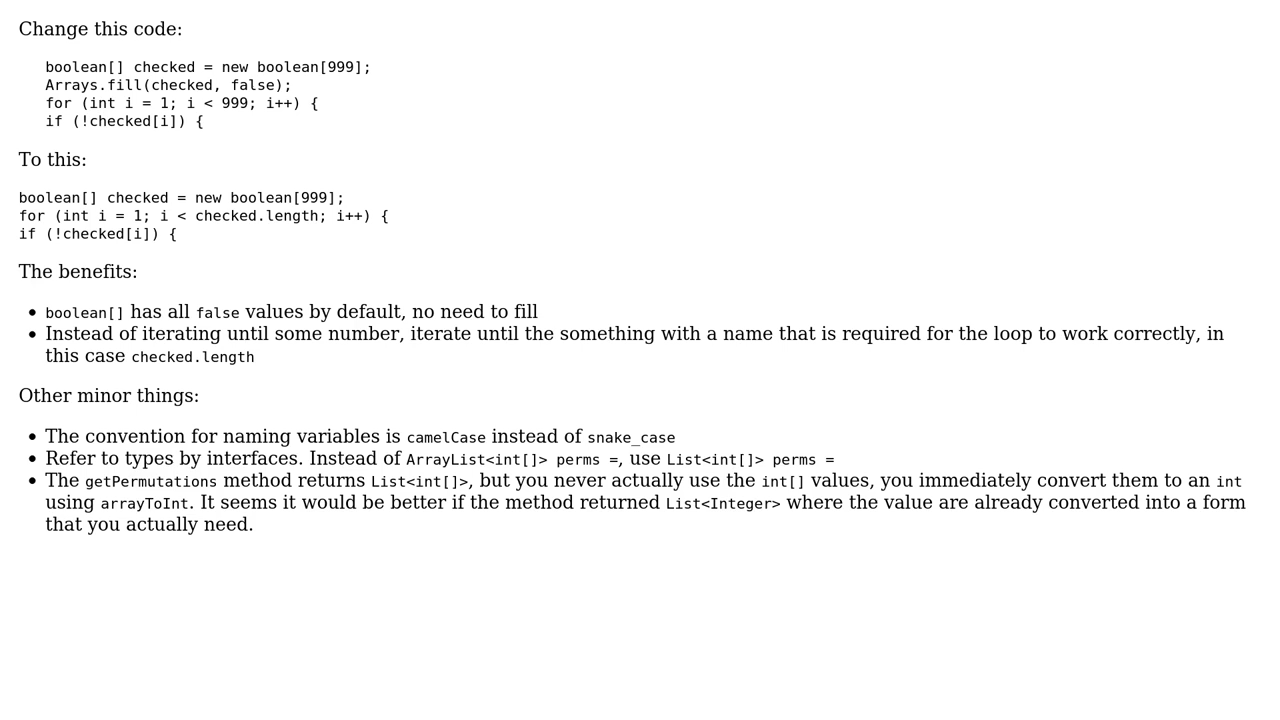 Change this code:
boolean[] checked = new boolean[999];
Arrays.fill(checked, false);
for (int i = 1; i < 999; i++) {
if (!checked[i]) {
To this:
boolean[] checked = new boolean[999];
for (int i = 1; i < checked.length; i++) {
if (!checked[i]) {
The benefits:
• boolean[] has all false values by default, no need to fill
• Instead of iterating until some number, iterate until the something with a name that is required for the loop to work correctly, in
this case checked.length
Other minor things:
• The convention for naming variables is camelCase instead of snake_case
• Refer to types by interfaces. Instead of ArrayList<int[]> perms =, use List<int[]> perms =
• The getPermutations method returns List<int[]>, but you never actually use the int[] values, you immediately convert them to an int
using arrayToInt. It seems it would be better if the method returned List<Integer> where the value are already converted into a form
that you actually need.